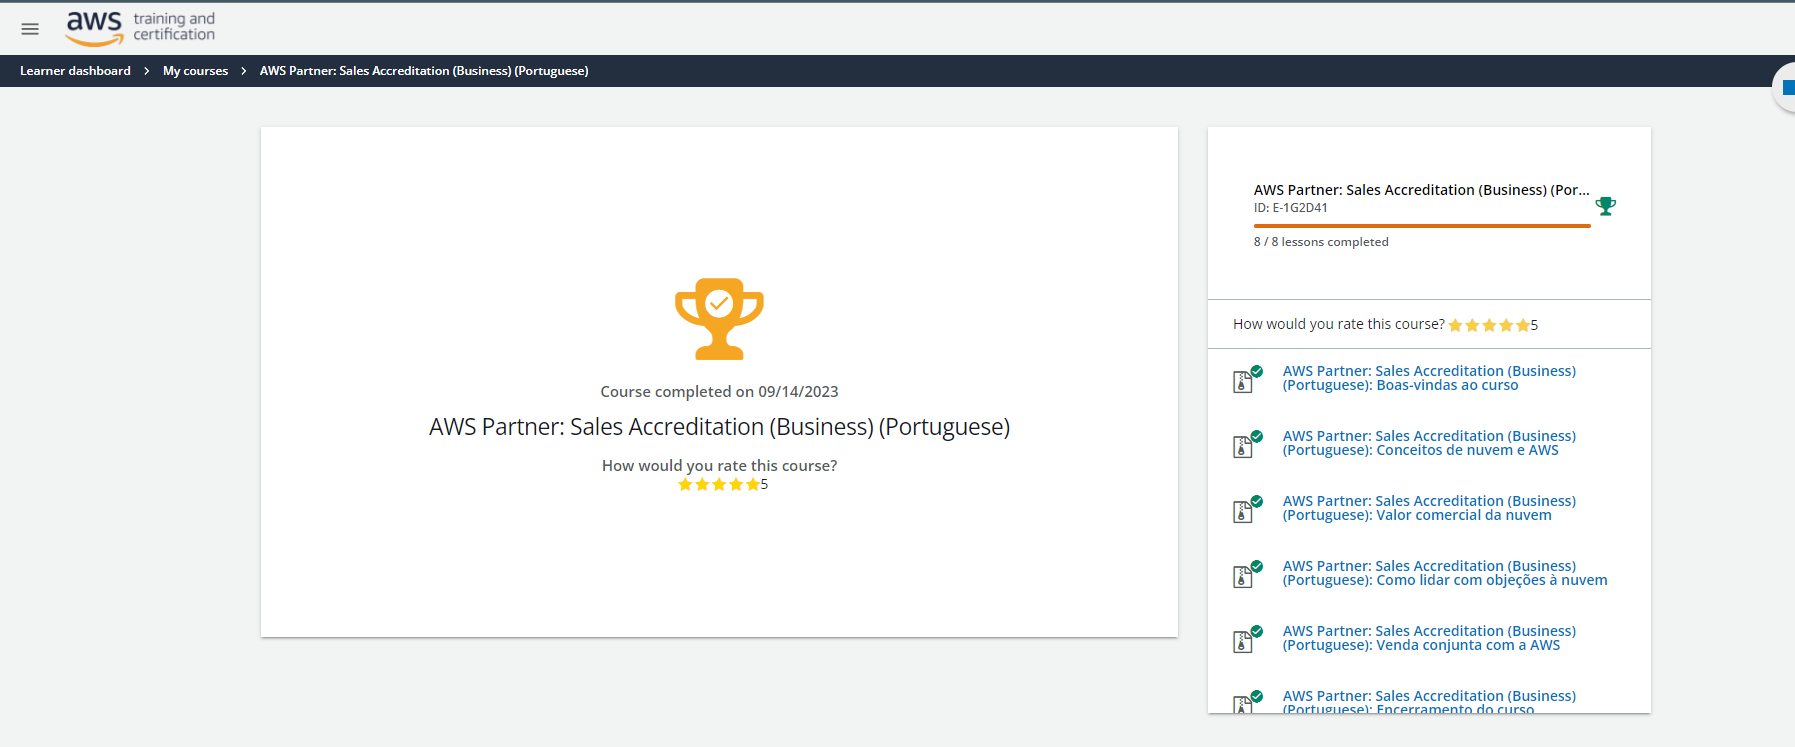 aws training and
certification
Learner dashboard > My courses > AWS Partner: Sales Accreditation (Business) (Portuguese)
Course completed on 09/14/2023
AWS Partner: Sales Accreditation (Business) (Portuguese)
How would you rate this course?
5
AWS Partner: Sales Accreditation (Business) (Por...
ID: E-1G2D41
8 / 8 lessons completed
How would you rate this course? 5
AWS Partner: Sales Accreditation (Business)
(Portuguese): Boas-vindas ao curso
AWS Partner: Sales Accreditation (Business)
(Portuguese): Conceitos de nuvem e AWS
AWS Partner: Sales Accreditation (Business)
(Portuguese): Valor comercial da nuvem
AWS Partner: Sales Accreditation (Business)
(Portuguese): Como lidar com objeções à nuvem
AWS Partner: Sales Accreditation (Business)
(Portuguese): Venda conjunta com a AWS
AWS Partner: Sales Accreditation (Business)
(Portuguese): Encerramento do curso